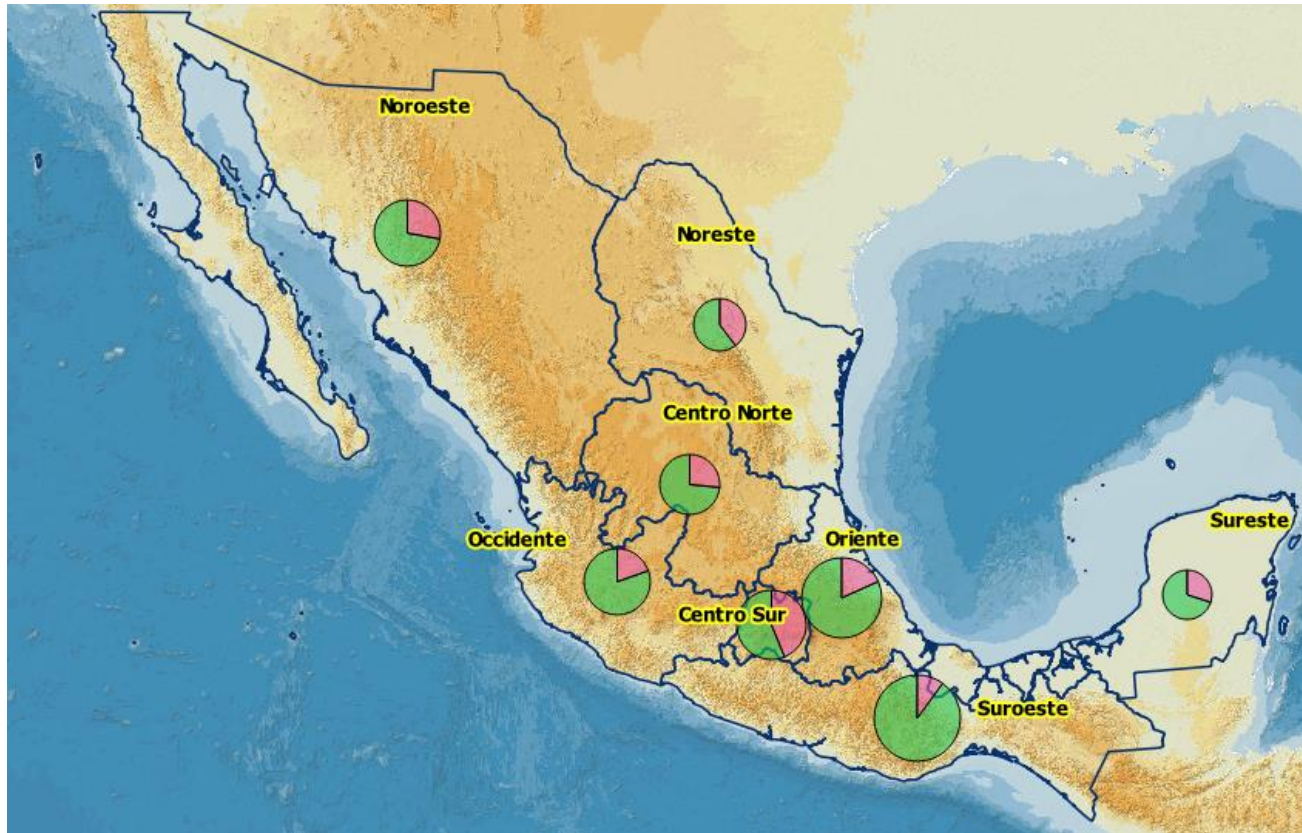 Noroeste
Noreste
Centro Norte
Sureste
Occidente
Oriente
Centro Sur
Suroeste